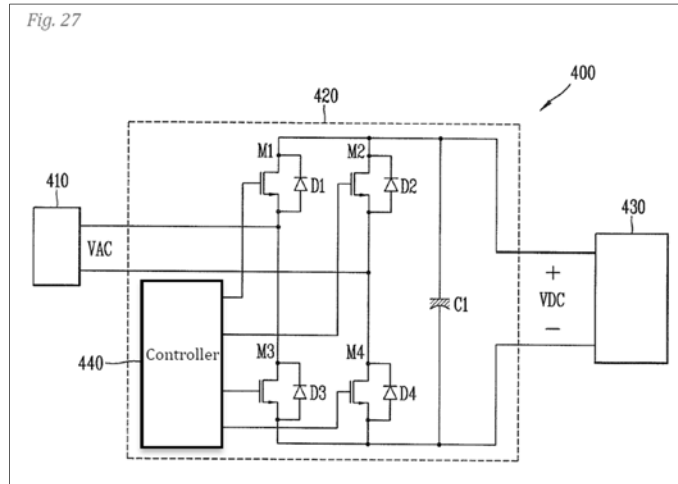 Fig. 27
400
420
M1
M2
D1
D2
410
430
VAC
+
VDC
−
C1
Controller
440
M3
M4
D3
D4